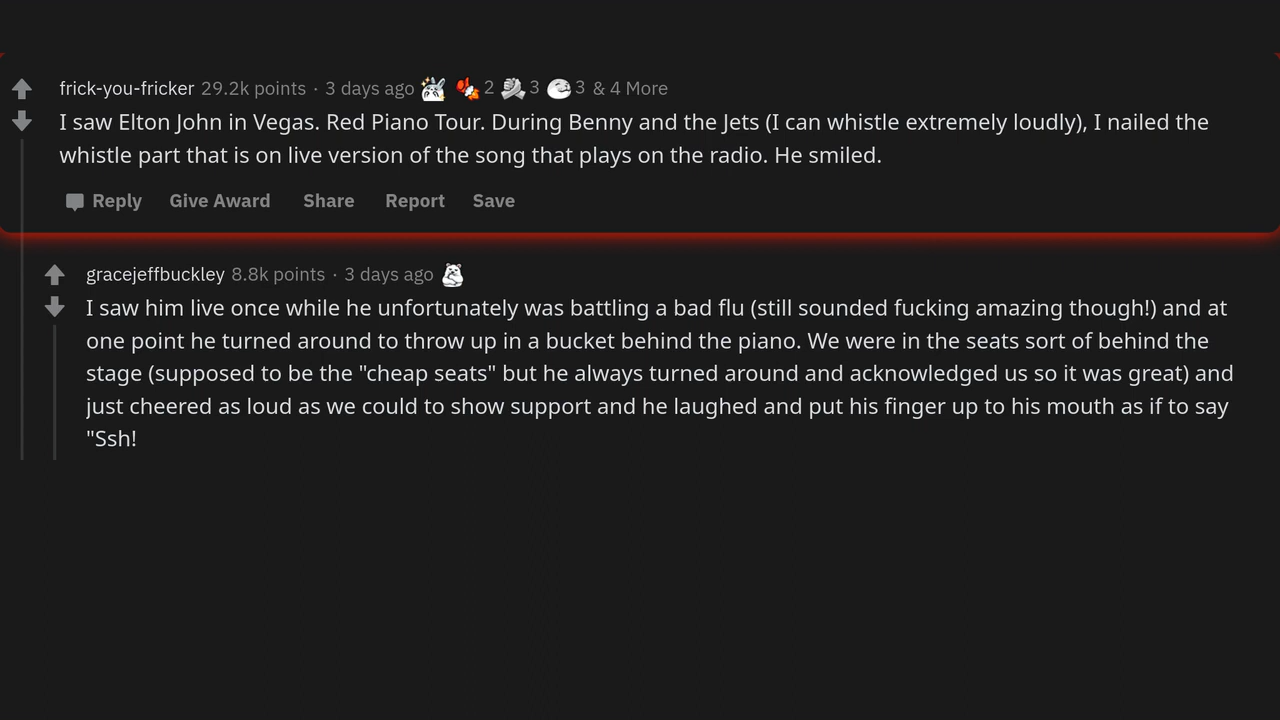 frick-you-fricker 29.2k points · 3 days ago 2 3 3 & 4 More
I saw Elton John in Vegas. Red Piano Tour. During Benny and the Jets (I can whistle extremely loudly), I nailed the
whistle part that is on live version of the song that plays on the radio. He smiled.
Reply Give Award Share Report Save
gracejeffbuckley 8.8k points · 3 days ago
I saw him live once while he unfortunately was battling a bad flu (still sounded fucking amazing though!) and at
one point he turned around to throw up in a bucket behind the piano. We were in the seats sort of behind the
stage (supposed to be the "cheap seats" but he always turned around and acknowledged us so it was great) and
just cheered as loud as we could to show support and he laughed and put his finger up to his mouth as if to say
"Ssh!